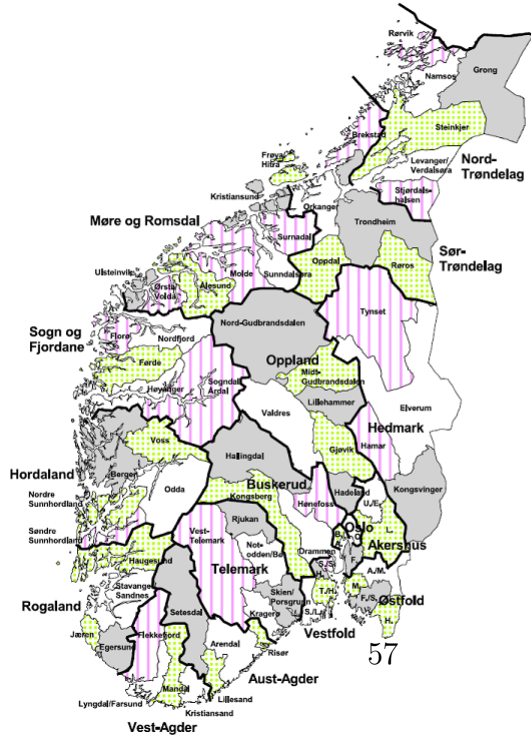 Rørvik
Grong
Namsos
Steinkjer
Brekstad
Levanger/
Verdalsøra
Nord-
Trøndelag
Frøya
Hitra
Stjørdals-
halsen
Kristiansund
Orkanger
Møre og Romsdal
Trondheim
Surnadal
Sør-
Trøndelag
Oppdal
Røros
Molde
Sunndalsøra
Ulsteinvik
Ørsta/
Volda
Ålesund
Tynset
Nord-Gudbrandsdalen
Sogn og
Fjordane
Florø
Nordfjord
Førde
Oppland
Midt-
Gudbrandsdalen
Høyanger
Sogndal/
Årdal
Lillehammer
Valdres
Elverum
Hedmark
Voss
Gjøvik
Hamar
Hallingdal
Hordaland
Bergen
Buskerud
Kongsvinger
Hadeland
Odda
Kongsberg
Hønefoss
U./E.
Nordre
Sunnhordland
Rjukan
Oslo
L.
Søndre
Sunnhordland
Vest-
Telemark
Akershus
Not-
odden/Bø
Drammen
Haugesund
Telemark
A./M.
Stavanger/
Sandnes
Skien/
Porsgrunn
Rogaland
Setesdal
Østfold
Kragerø
Vestfold
Jæren
Egersund
Flekkefjord
Arendal
Risør
57
Aust-Agder
Mandal
Lillesand
Lyngdal/Farsund
Kristiansand
Vest-Agder